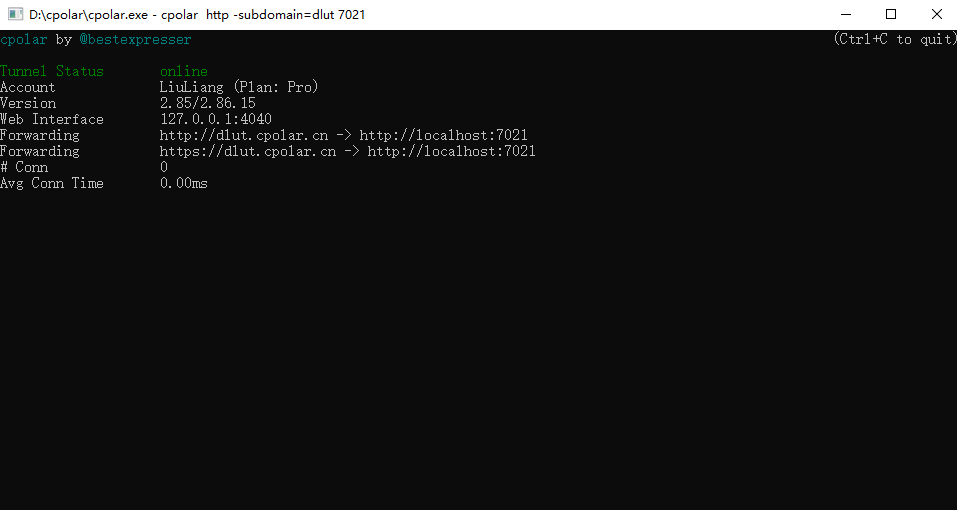 D:\cpolar\cpolar.exe - cpolar  http -subdomain=dlut 7021
cpolar by @bestexpresser (Ctrl+C to quit)
Tunnel Status online
Account LiuLiang (Plan: Pro)
Version 2.85/2.86.15
Web Interface 127.0.0.1:4040
Forwarding http://dlut.cpolar.cn -> http://localhost:7021
Forwarding https://dlut.cpolar.cn -> http://localhost:7021
# Conn 0
Avg Conn Time 0.00ms